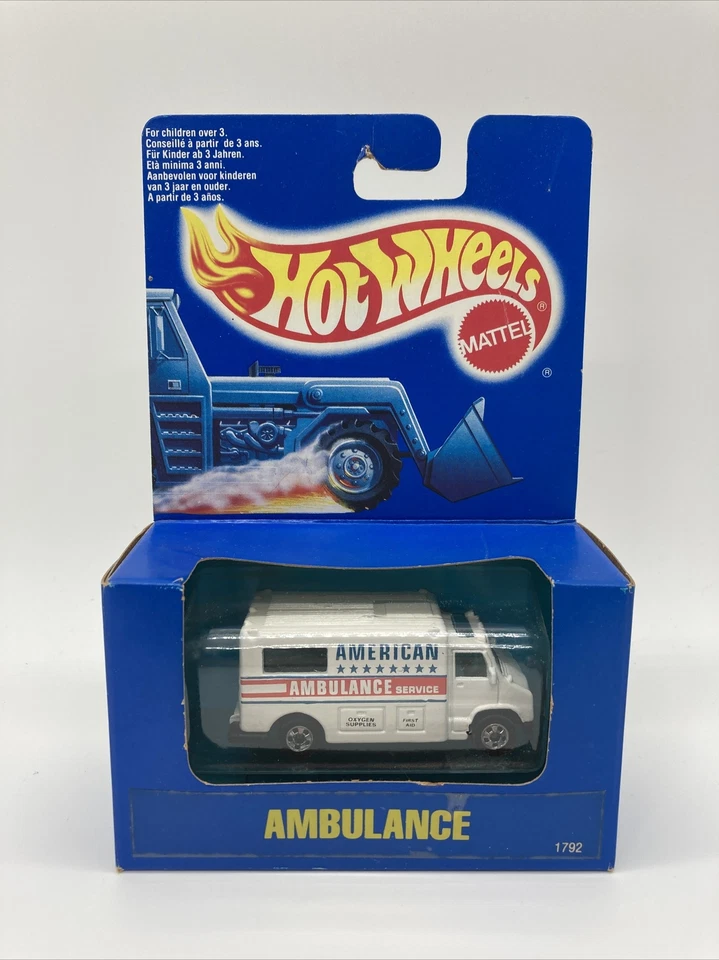 For children over 3.
Conseillé à partir de 3 ans.
Für Kinder ab 3 Jahren.
Età minima 3 anni.
Aanbevolen voor kinderen
van 3 jaar en ouder.
A partir de 3 años.
HOT WHEELS ®
MATTEL
®
AMERICAN
AMBULANCE SERVICE
OXYGEN
SUPPLIES
FIRST
AID
AMBULANCE
1792